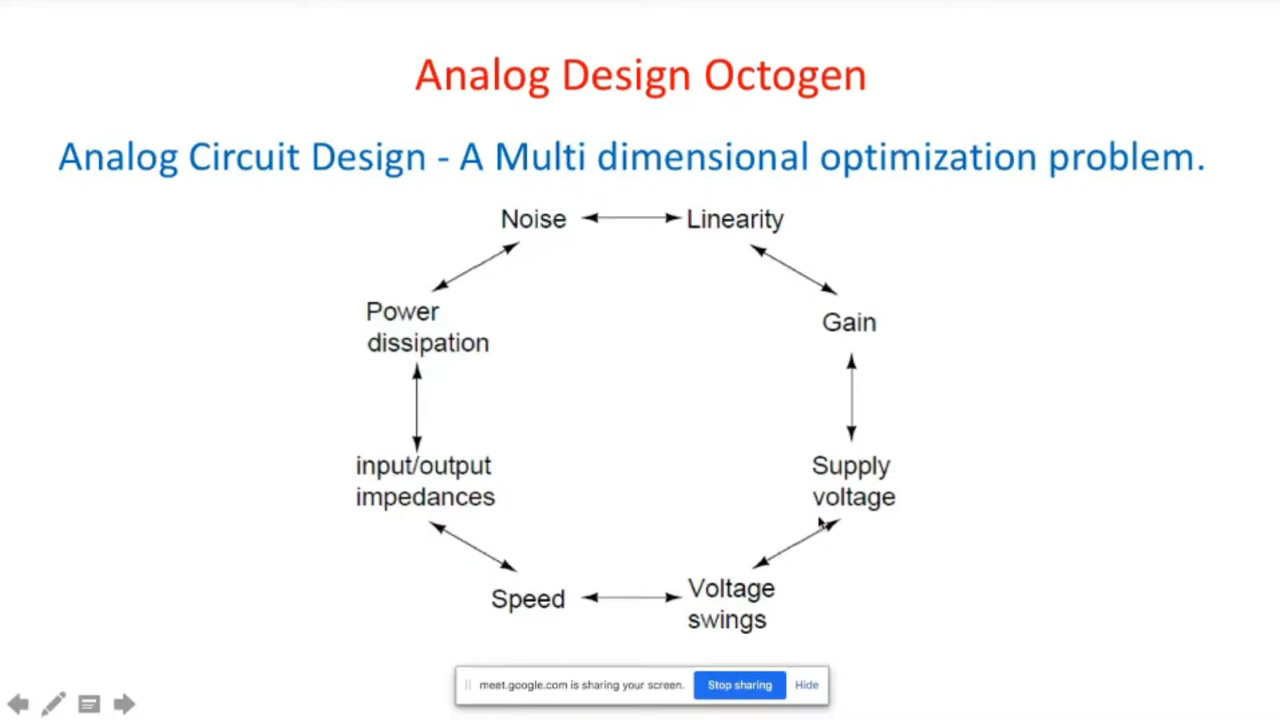 Analog Design Octogen
Analog Circuit Design - A Multi dimensional optimization problem.
Noise
Linearity
Power
dissipation
Gain
input/output
impedances
Supply
voltage
Speed
Voltage
swings
meet.google.com is sharing your screen.
Stop sharing
Hide